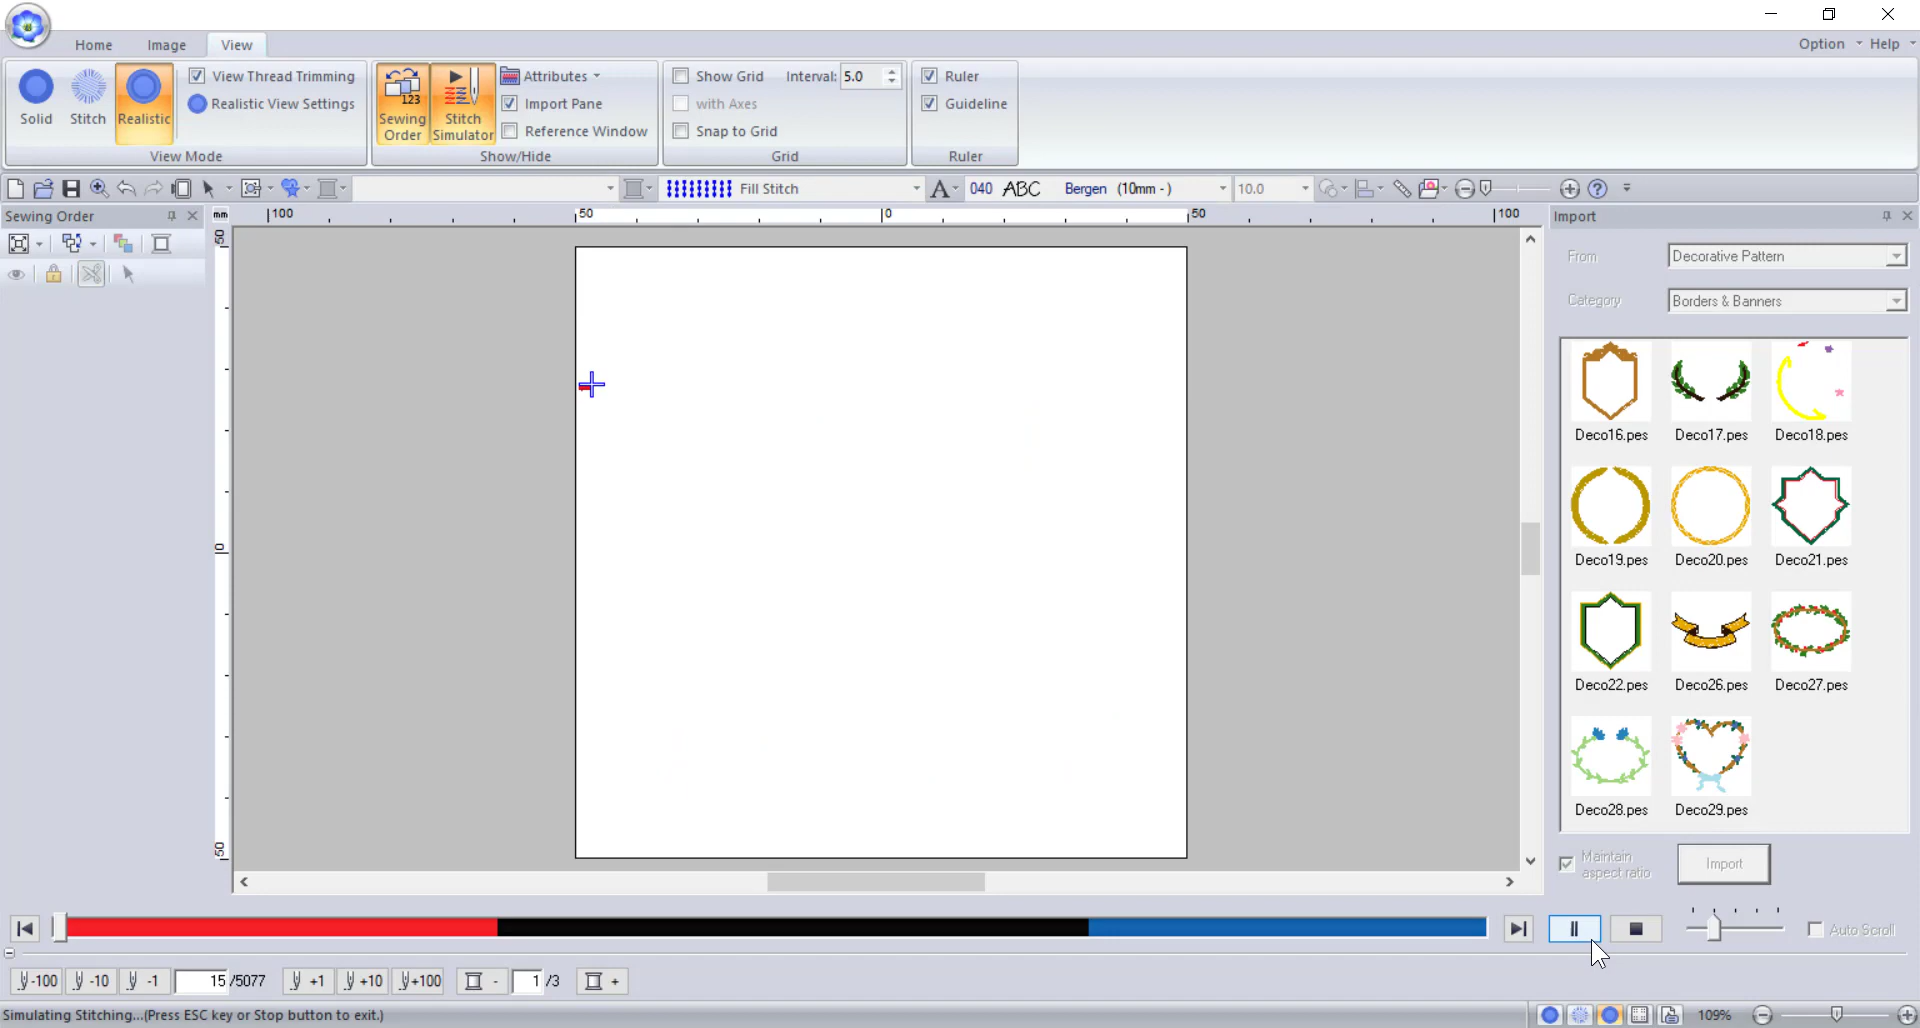 Home Image View Option Help
Solid Stitch Realistic
View Thread Trimming
Realistic View Settings
View Mode
Sewing Order
123
Stitch Simulator
Attributes
Import Pane
Reference Window
Show/Hide
Show Grid Interval: 5.0
with Axes
Snap to Grid
Grid
Ruler
Guideline
Ruler
Fill Stitch A 040 ABC Bergen (10mm - ) 10.0
Sewing Order
mm 100 50 0 50 100
50
0
50
Import
From Decorative Pattern
Category Borders & Banners
Deco16.pes Deco17.pes Deco18.pes
Deco19.pes Deco20.pes Deco21.pes
Deco22.pes Deco26.pes Deco27.pes
Deco28.pes Deco29.pes
Maintain aspect ratio
Import
Auto Scroll
-100 -10 -1 15 /5077 +1 +10 +100 - 1 /3 +
Simulating Stitching...(Press ESC key or Stop button to exit.)
109%